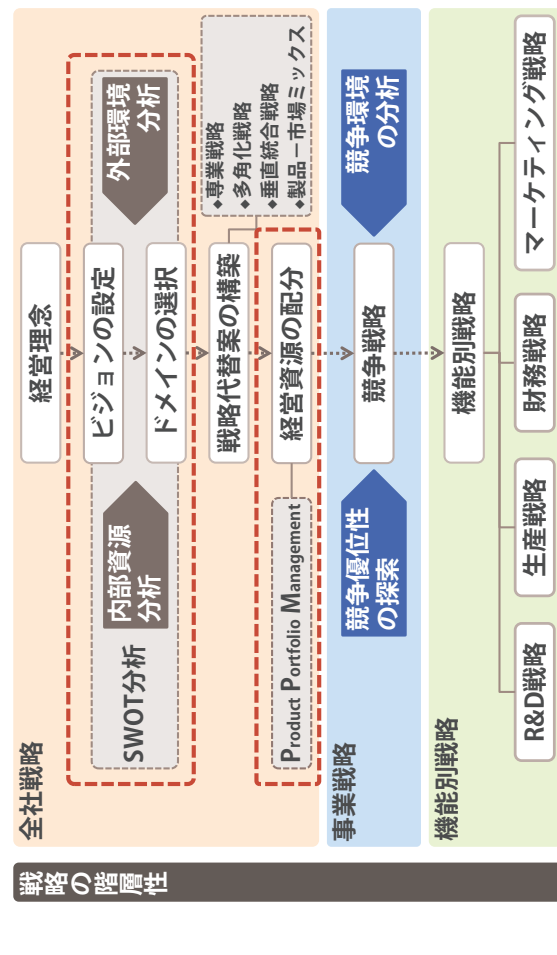 戦略の階層性
全社戦略
経営理念
ビジョンの設定
ドメインの選択
SWOT分析
内部資源
分析
外部環境
分析
戦略代替案の構築
◆専業戦略
◆多角化戦略
◆垂直統合戦略
◆製品ー市場ミックス
経営資源の配分
Product Portfolio Management
事業戦略
競争優位性
の探索
競争戦略
競争環境
の分析
機能別戦略
機能別戦略
R&D戦略
生産戦略
財務戦略
マーケティング戦略